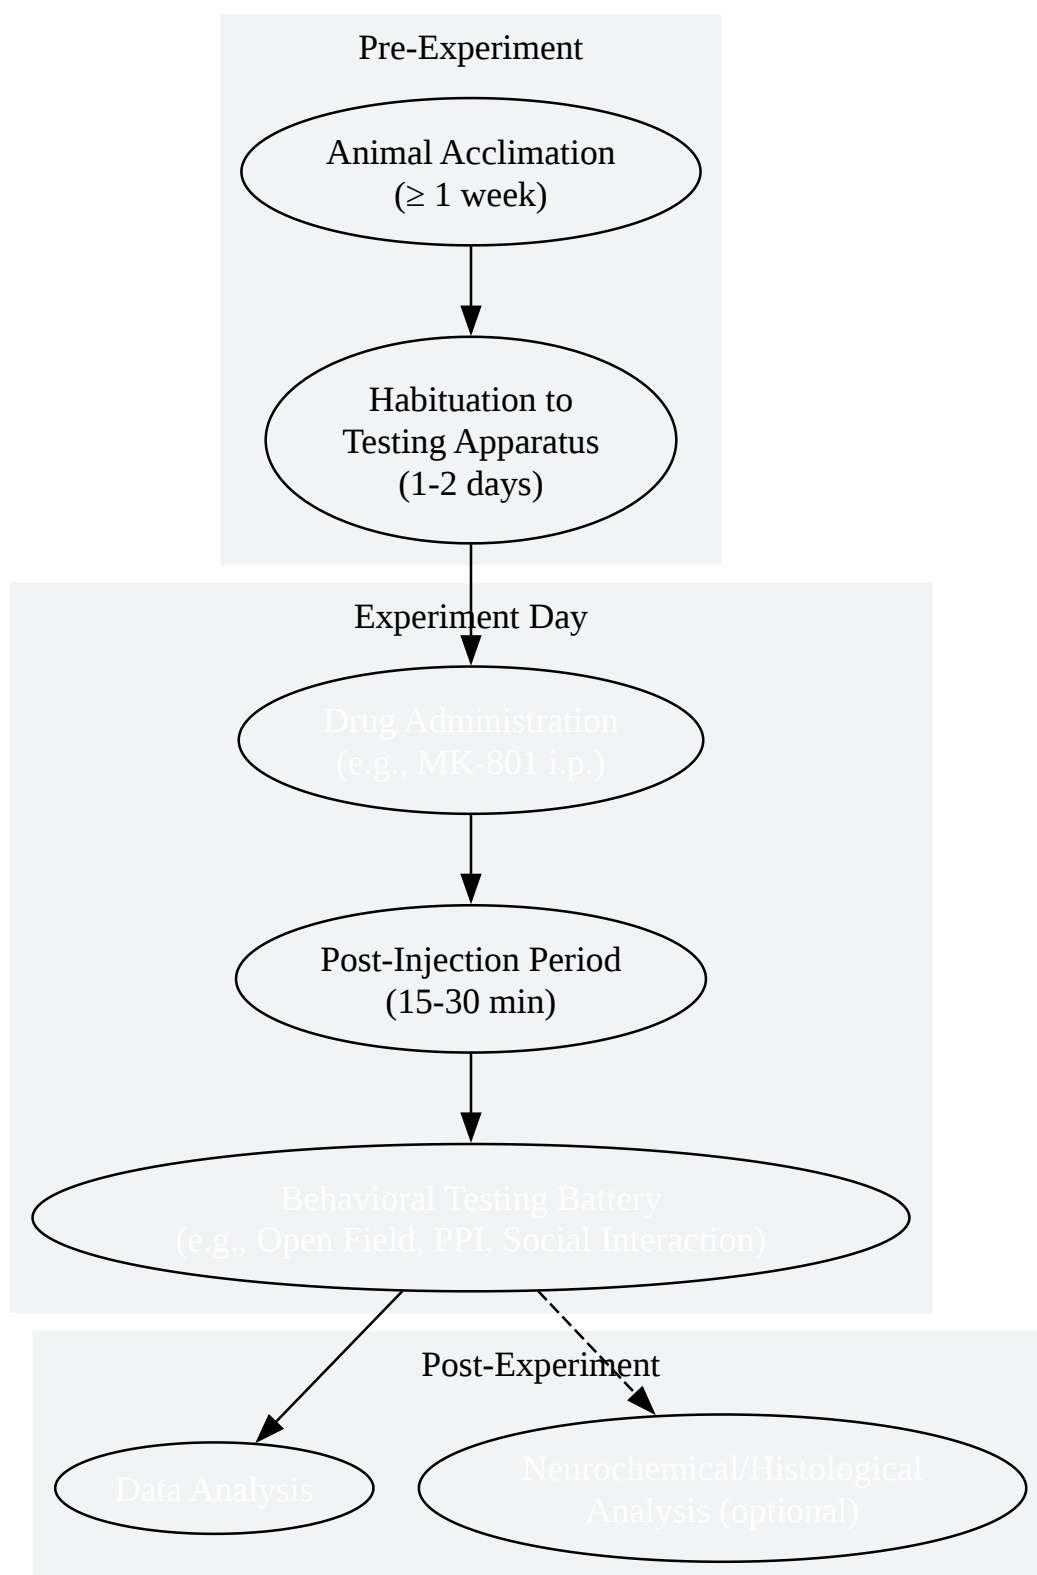 Pre-Experiment
Animal Acclimation
(≥ 1 week)
Habituation to
Testing Apparatus
(1-2 days)
Experiment Day
Drug Administration
(e.g., MK-801 i.p.)
Post-Injection Period
(15-30 min)
Behavioral Testing Battery
(e.g., Open Field, PPI, Social Interaction)
Post-Experiment
Data Analysis
Neurochemical/Histological
Analysis (optional)